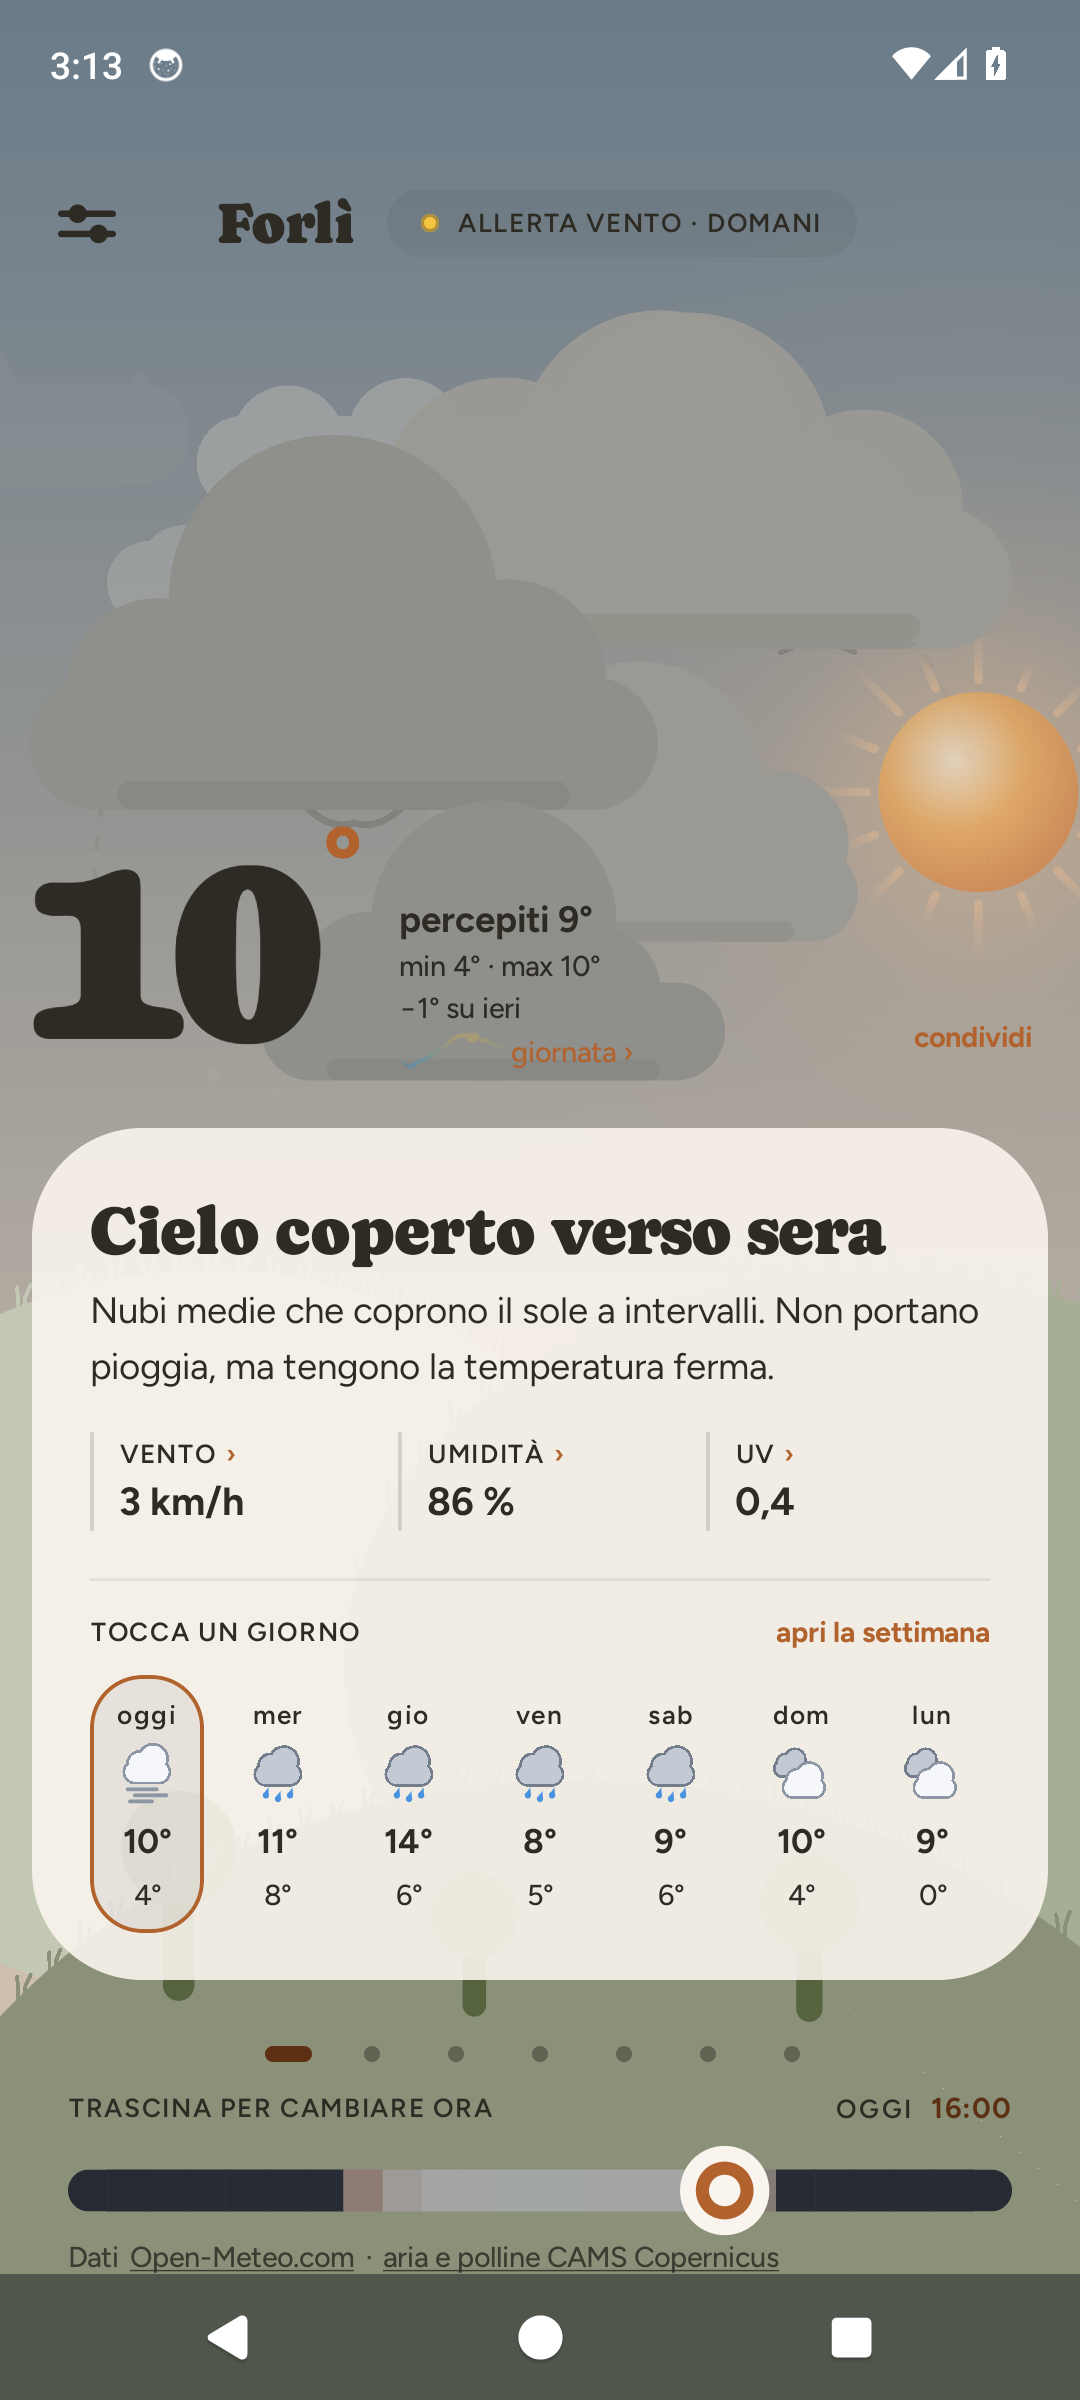 3:13
Forlì
ALLERTA VENTO · DOMANI
10°
percepiti 9°
min 4° · max 10°
−1° su ieri
giornata ›
condividi
Cielo coperto verso sera
Nubi medie che coprono il sole a intervalli. Non portano
pioggia, ma tengono la temperatura ferma.
VENTO › UMIDITÀ › UV ›
3 km/h 86 % 0,4
TOCCA UN GIORNO apri la settimana
oggi mer gio ven sab dom lun
10° 11° 14° 8° 9° 10° 9°
4° 8° 6° 5° 6° 4° 0°
TRASCINA PER CAMBIARE ORA OGGI 16:00
Dati Open-Meteo.com · aria e polline CAMS Copernicus